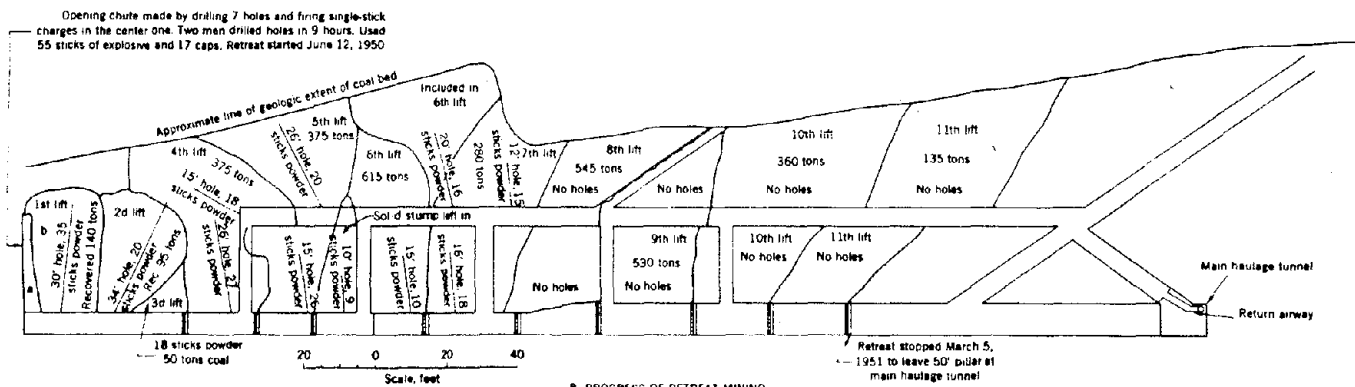 Opening chute made by drilling 7 holes and firing single-stick
charges in the center one. Two men drilled holes in 9 hours. Used
55 sticks of explosive and 17 caps. Retreat started June 12, 1950
Approximate line of geologic extent of coal bed
Included in
6th lift
5th lift
375 tons
26' hole, 20
sticks powder
4th lift
375 tons
15' hole, 18
sticks powder
6th lift
615 tons
20' hole, 16
sticks powder
280 tons
12' hole, 15
sticks powder
7th lift
8th lift
545 tons
No holes
No holes
10th lift
360 tons
No holes
11th lift
135 tons
No holes
1st lift
b
a
30' hole, 35
sticks powder
Recovered 140 tons
2d lift
34' hole, 20
sticks powder
Rec 95 tons
3d lift
26' hole, 27
sticks powder
Solid stump left in
15' hole, 26
sticks powder
10' hole, 9
sticks powder
15' hole, 10
sticks powder
16' hole, 18
sticks powder
No holes
9th lift
530 tons
No holes
10th lift
No holes
11th lift
No holes
Main haulage tunnel
Return airway
18 sticks powder
50 tons coal
20 0 20 40
Scale, feet
Retreat stopped March 5,
1951 to leave 50' pillar at
main haulage tunnel
PROGRESS OF RETREAT MINING